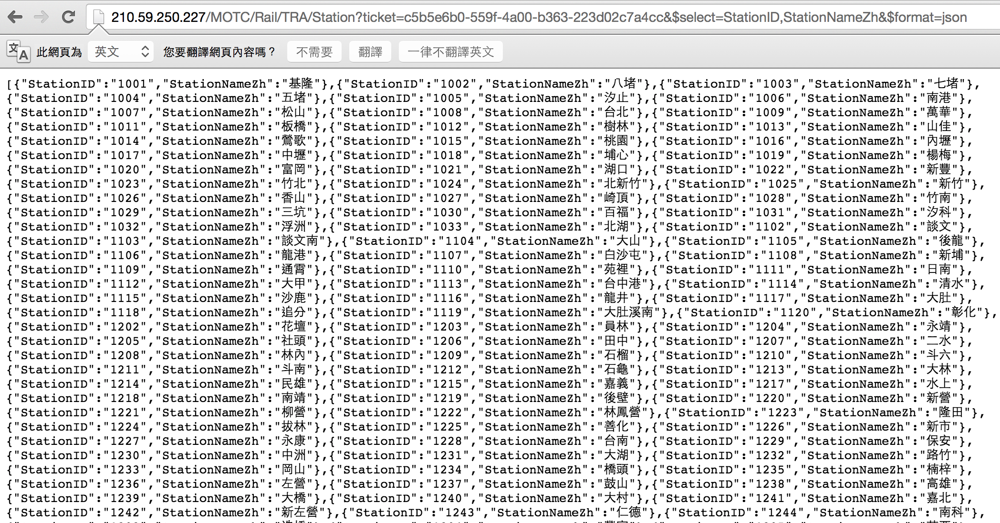 210.59.250.227/MOTC/Rail/TRA/Station?ticket=c5b5e6b0-559f-4a00-b363-223d02c7a4cc&$select=StationID,StationNameZh&$format=json
此網頁為 英文 您要翻譯網頁內容嗎？ 不需要 翻譯 一律不翻譯英文
[{"StationID":"1001","StationNameZh":"基隆"},{"StationID":"1002","StationNameZh":"八堵"},{"StationID":"1003","StationNameZh":"七堵"},
{"StationID":"1004","StationNameZh":"五堵"},{"StationID":"1005","StationNameZh":"汐止"},{"StationID":"1006","StationNameZh":"南港"},
{"StationID":"1007","StationNameZh":"松山"},{"StationID":"1008","StationNameZh":"台北"},{"StationID":"1009","StationNameZh":"萬華"},
{"StationID":"1011","StationNameZh":"板橋"},{"StationID":"1012","StationNameZh":"樹林"},{"StationID":"1013","StationNameZh":"山佳"},
{"StationID":"1014","StationNameZh":"鶯歌"},{"StationID":"1015","StationNameZh":"桃園"},{"StationID":"1016","StationNameZh":"內壢"},
{"StationID":"1017","StationNameZh":"中壢"},{"StationID":"1018","StationNameZh":"埔心"},{"StationID":"1019","StationNameZh":"楊梅"},
{"StationID":"1020","StationNameZh":"富岡"},{"StationID":"1021","StationNameZh":"湖口"},{"StationID":"1022","StationNameZh":"新豐"},
{"StationID":"1023","StationNameZh":"竹北"},{"StationID":"1024","StationNameZh":"北新竹"},{"StationID":"1025","StationNameZh":"新竹"},
{"StationID":"1026","StationNameZh":"香山"},{"StationID":"1027","StationNameZh":"崎頂"},{"StationID":"1028","StationNameZh":"竹南"},
{"StationID":"1029","StationNameZh":"三坑"},{"StationID":"1030","StationNameZh":"百福"},{"StationID":"1031","StationNameZh":"汐科"},
{"StationID":"1032","StationNameZh":"浮洲"},{"StationID":"1033","StationNameZh":"北湖"},{"StationID":"1102","StationNameZh":"談文"},
{"StationID":"1103","StationNameZh":"談文南"},{"StationID":"1104","StationNameZh":"大山"},{"StationID":"1105","StationNameZh":"後龍"},
{"StationID":"1106","StationNameZh":"龍港"},{"StationID":"1107","StationNameZh":"白沙屯"},{"StationID":"1108","StationNameZh":"新埔"},
{"StationID":"1109","StationNameZh":"通霄"},{"StationID":"1110","StationNameZh":"苑裡"},{"StationID":"1111","StationNameZh":"日南"},
{"StationID":"1112","StationNameZh":"大甲"},{"StationID":"1113","StationNameZh":"台中港"},{"StationID":"1114","StationNameZh":"清水"},
{"StationID":"1115","StationNameZh":"沙鹿"},{"StationID":"1116","StationNameZh":"龍井"},{"StationID":"1117","StationNameZh":"大肚"},
{"StationID":"1118","StationNameZh":"追分"},{"StationID":"1119","StationNameZh":"大肚溪南"},{"StationID":"1120","StationNameZh":"彰化"},
{"StationID":"1202","StationNameZh":"花壇"},{"StationID":"1203","StationNameZh":"員林"},{"StationID":"1204","StationNameZh":"永靖"},
{"StationID":"1205","StationNameZh":"社頭"},{"StationID":"1206","StationNameZh":"田中"},{"StationID":"1207","StationNameZh":"二水"},
{"StationID":"1208","StationNameZh":"林內"},{"StationID":"1209","StationNameZh":"石榴"},{"StationID":"1210","StationNameZh":"斗六"},
{"StationID":"1211","StationNameZh":"斗南"},{"StationID":"1212","StationNameZh":"石龜"},{"StationID":"1213","StationNameZh":"大林"},
{"StationID":"1214","StationNameZh":"民雄"},{"StationID":"1215","StationNameZh":"嘉義"},{"StationID":"1217","StationNameZh":"水上"},
{"StationID":"1218","StationNameZh":"南靖"},{"StationID":"1219","StationNameZh":"後壁"},{"StationID":"1220","StationNameZh":"新營"},
{"StationID":"1221","StationNameZh":"柳營"},{"StationID":"1222","StationNameZh":"林鳳營"},{"StationID":"1223","StationNameZh":"隆田"},
{"StationID":"1224","StationNameZh":"拔林"},{"StationID":"1225","StationNameZh":"善化"},{"StationID":"1226","StationNameZh":"新市"},
{"StationID":"1227","StationNameZh":"永康"},{"StationID":"1228","StationNameZh":"台南"},{"StationID":"1229","StationNameZh":"保安"},
{"StationID":"1230","StationNameZh":"中洲"},{"StationID":"1231","StationNameZh":"大湖"},{"StationID":"1232","StationNameZh":"路竹"},
{"StationID":"1233","StationNameZh":"岡山"},{"StationID":"1234","StationNameZh":"橋頭"},{"StationID":"1235","StationNameZh":"楠梓"},
{"StationID":"1236","StationNameZh":"左營"},{"StationID":"1237","StationNameZh":"鼓山"},{"StationID":"1238","StationNameZh":"高雄"},
{"StationID":"1239","StationNameZh":"大橋"},{"StationID":"1240","StationNameZh":"大村"},{"StationID":"1241","StationNameZh":"嘉北"},
{"StationID":"1242","StationNameZh":"新左營"},{"StationID":"1243","StationNameZh":"仁德"},{"StationID":"1244","StationNameZh":"南科"},